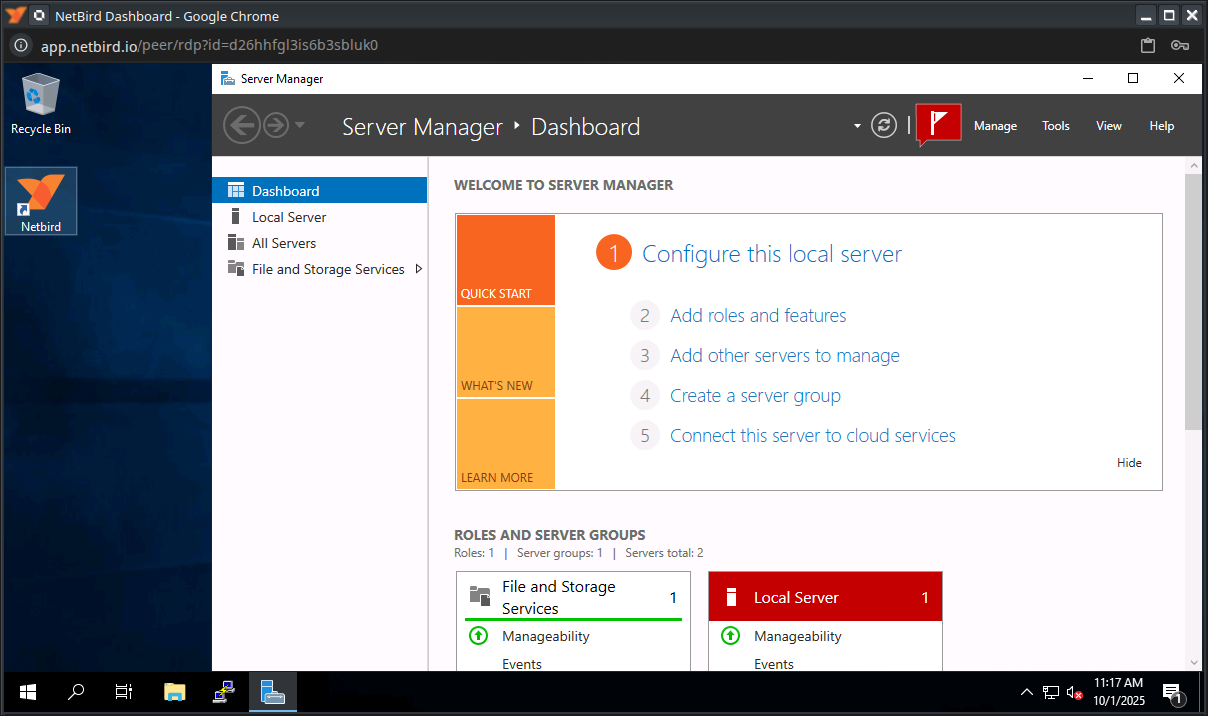 NetBird Dashboard - Google Chrome
app.netbird.io/peer/rdp?id=d26hhfgl3is6b3sbluk0
Recycle Bin
Netbird
Server Manager
Server Manager ‣ Dashboard
Manage Tools View Help
Dashboard
Local Server
All Servers
File and Storage Services
WELCOME TO SERVER MANAGER
QUICK START
WHAT'S NEW
LEARN MORE
1 Configure this local server
2 Add roles and features
3 Add other servers to manage
4 Create a server group
5 Connect this server to cloud services
Hide
ROLES AND SERVER GROUPS
Roles: 1 | Server groups: 1 | Servers total: 2
File and Storage Services 1
Manageability
Events
Local Server 1
Manageability
Events
11:17 AM
10/1/2025
1